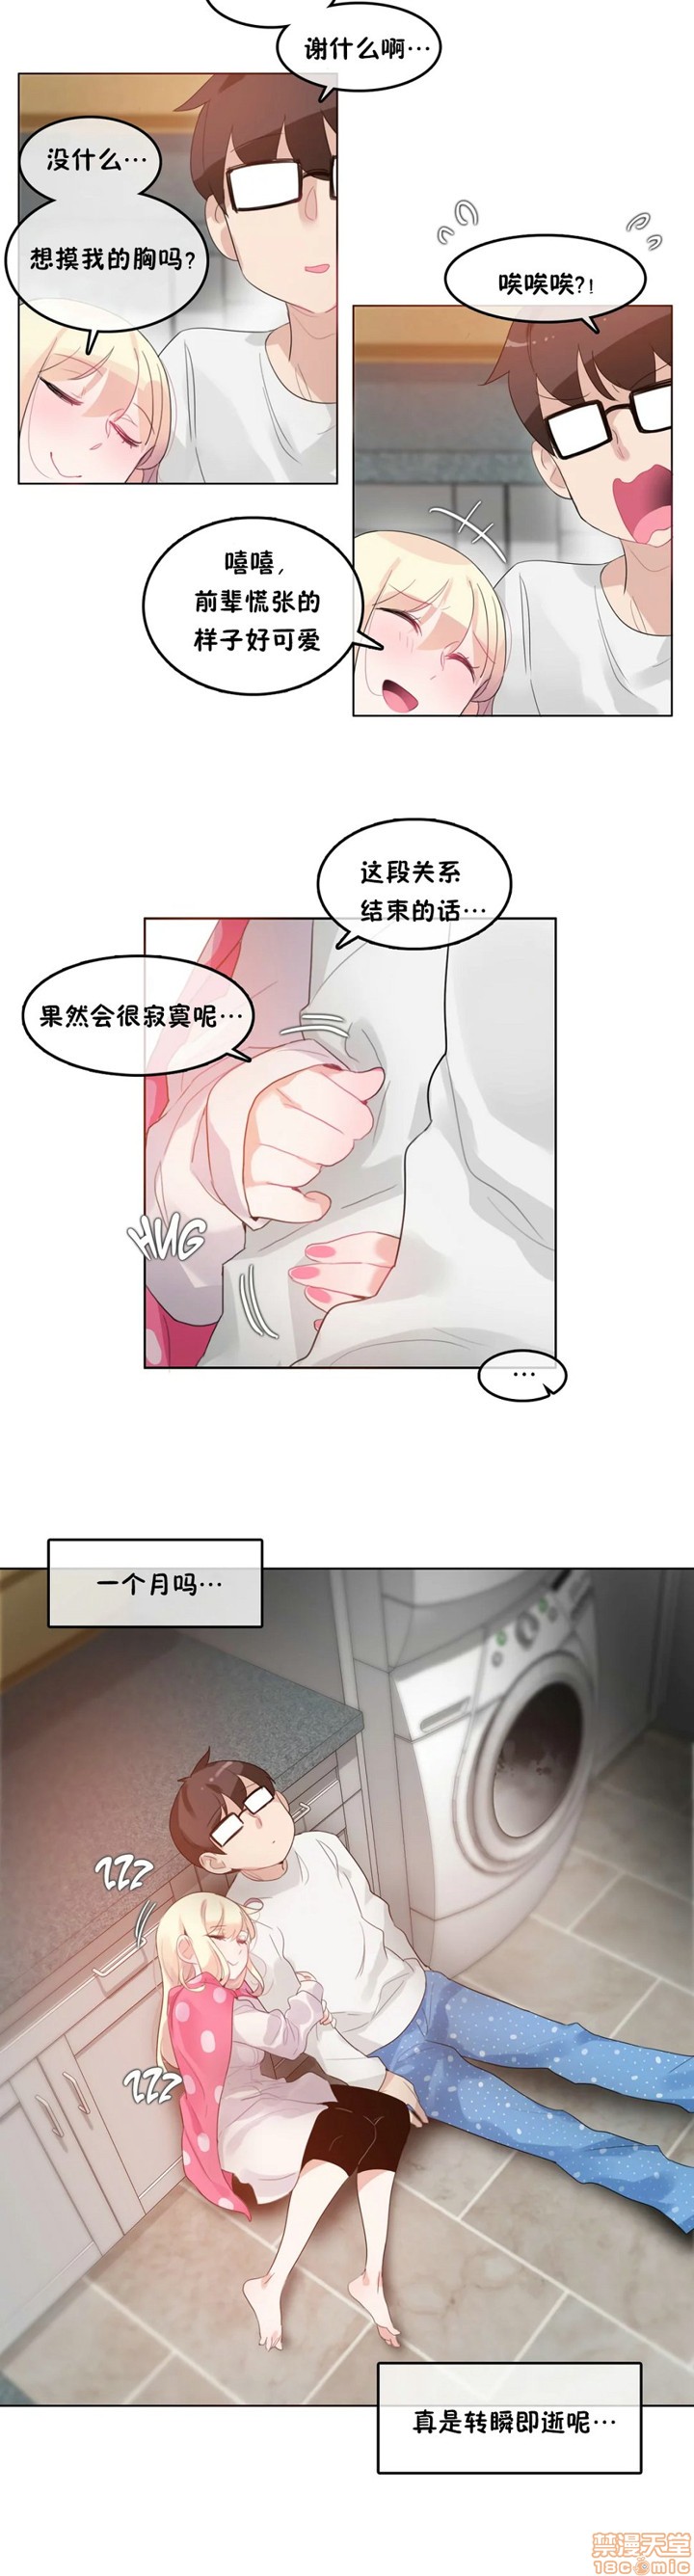 谢什么啊…
没什么…
想摸我的胸吗?
唉唉唉?!
嘻嘻,
前辈慌张的
样子好可爱
这段关系
结束的话…
果然会很寂寞呢…
HUG
…
一个月吗…
ZZZ
ZZZ
真是转瞬即逝呢…
禁漫天堂
18comic